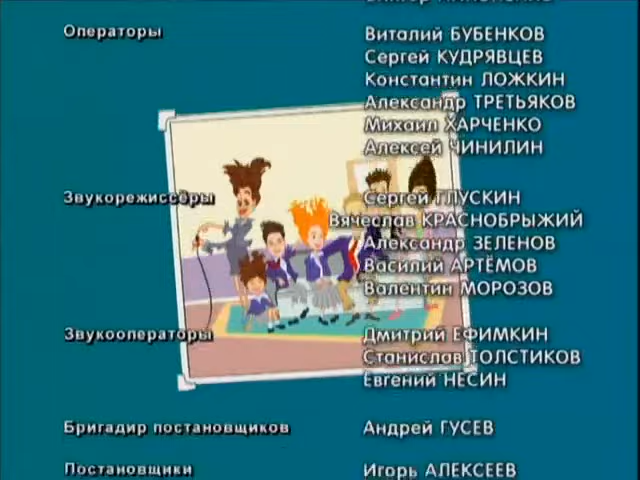 Операторы
Виталий БУБЕНКОВ
Сергей КУДРЯВЦЕВ
Константин ЛОЖКИН
Александр ТРЕТЬЯКОВ
Михаил ХАРЧЕНКО
Алексей ЧИНИЛИН
Звукорежиссёры
Сергей ГЛУСКИН
Вячеслав КРАСНОБРЫЖИЙ
Александр ЗЕЛЕНОВ
Василий АРТЁМОВ
Валентин МОРОЗОВ
Звукооператоры
Дмитрий ЕФИМКИН
Станислав ТОЛСТИКОВ
Евгений НЕСИН
Бригадир постановщиков
Андрей ГУСЕВ
Постановщики
Игорь АЛЕКСЕЕВ